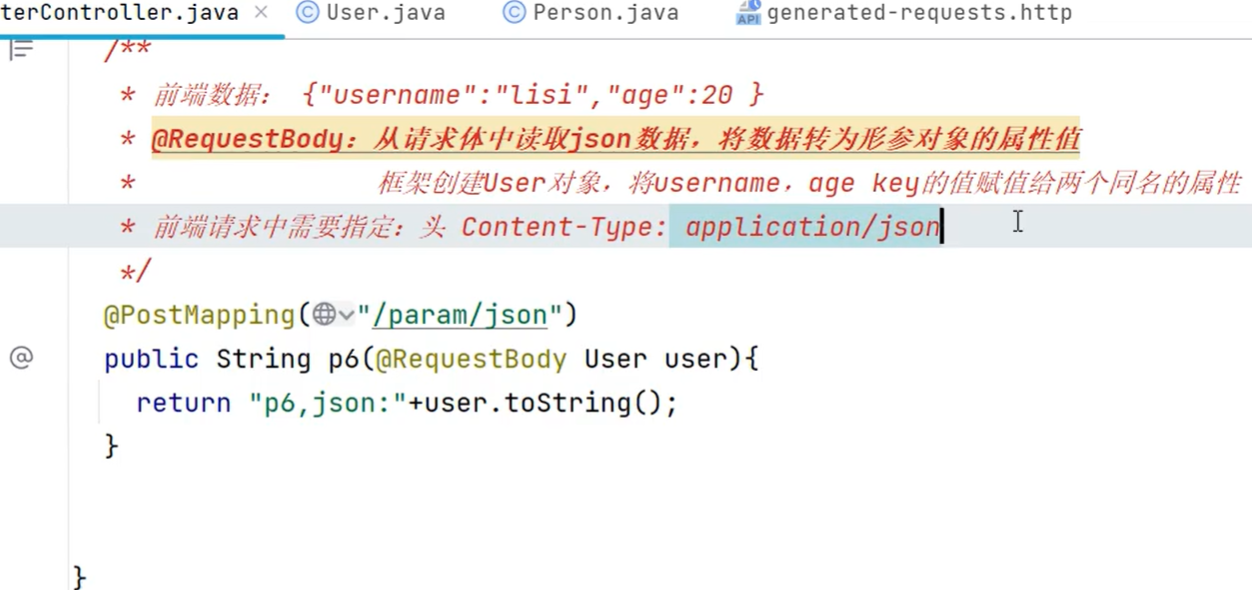 terController.java × User.java Person.java generated-requests.http
/**
* 前端数据： {"username":"lisi","age":20 }
* @RequestBody：从请求体中读取json数据，将数据转为形参对象的属性值
* 框架创建User对象，将username，age key的值赋值给两个同名的属性
* 前端请求中需要指定：头 Content-Type: application/json
*/
@PostMapping("/param/json")
public String p6(@RequestBody User user){
return "p6,json:"+user.toString();
}
}